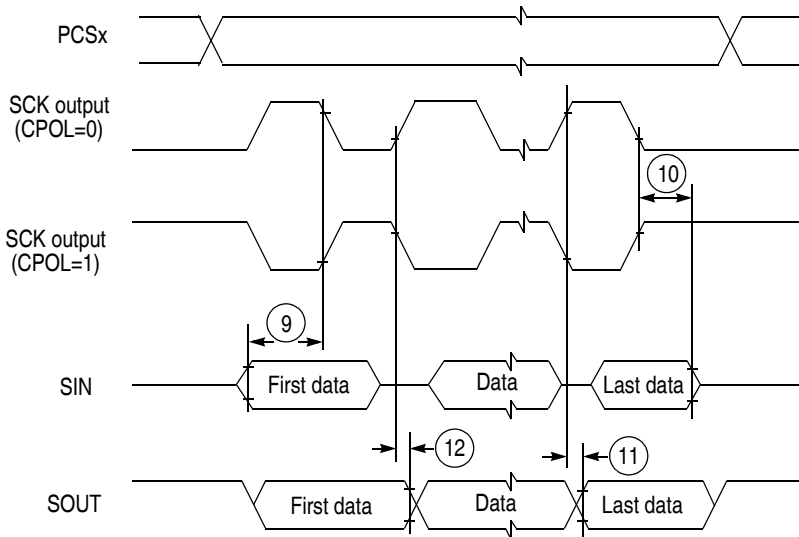 PCSx
SCK output
(CPOL=0)
10
SCK output
(CPOL=1)
9
SIN
First data
Data
Last data
12
11
SOUT
First data
Data
Last data